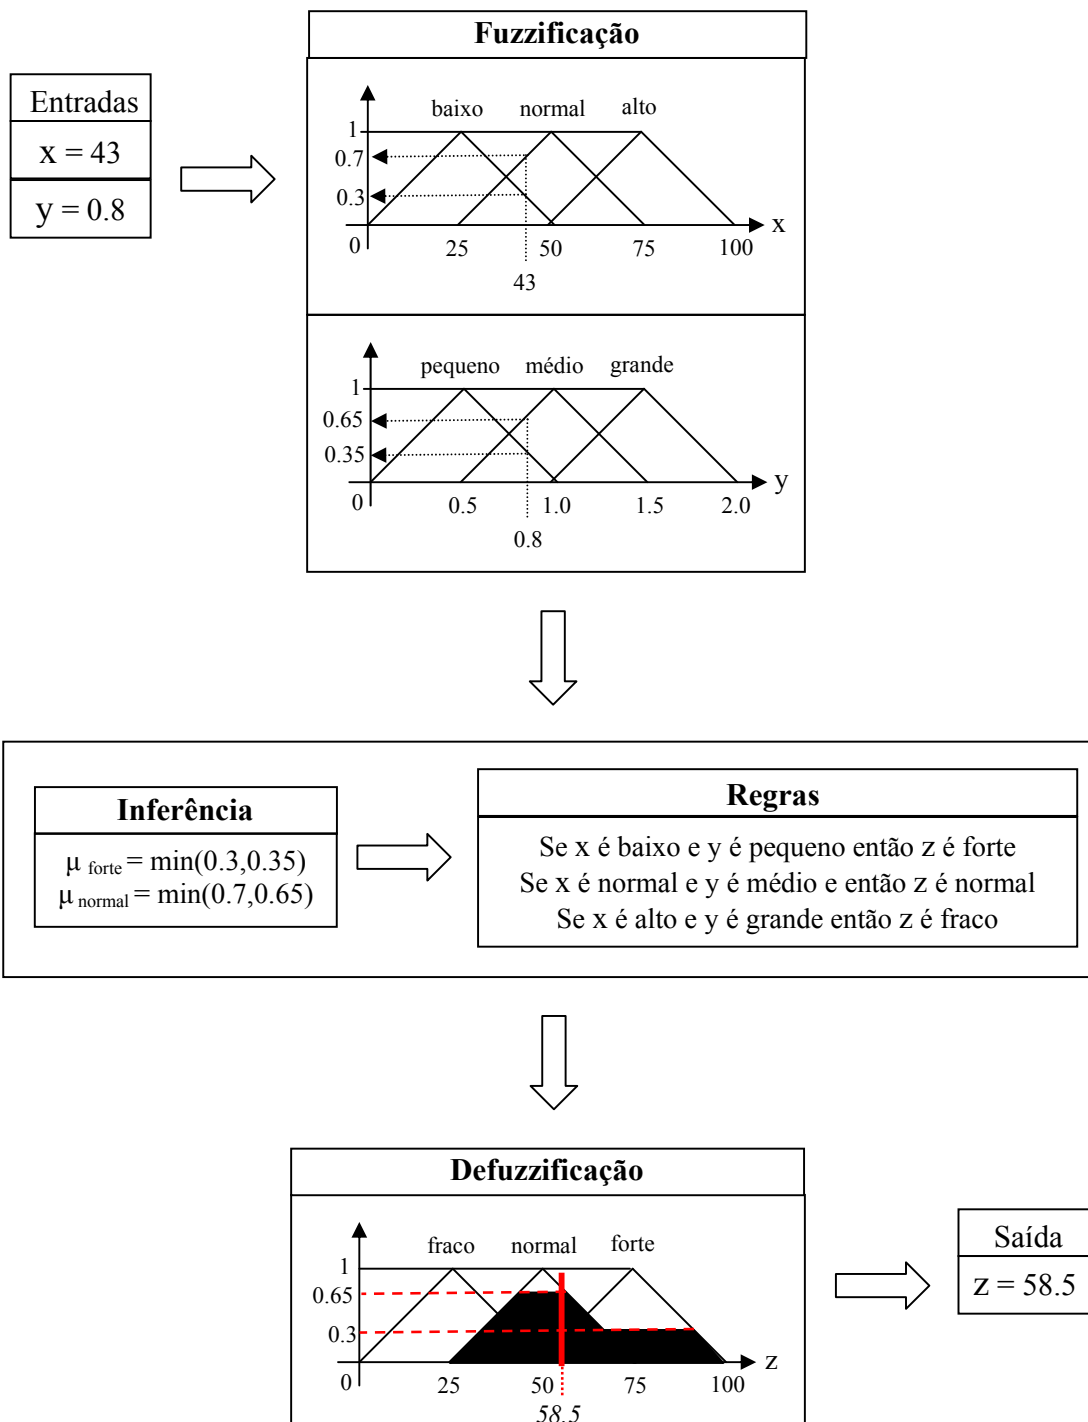 Fuzzificação
Entradas
x = 43
y = 0.8
baixo normal alto
1
0.7
0.3
0 25 50 75 100 x
43
pequeno médio grande
1
0.65
0.35
0 0.5 1.0 1.5 2.0 y
0.8
Inferência
μ forte = min(0.3,0.35)
μ normal = min(0.7,0.65)
Regras
Se x é baixo e y é pequeno então z é forte
Se x é normal e y é médio e então z é normal
Se x é alto e y é grande então z é fraco
Defuzzificação
fraco normal forte
1
0.65
0.3
0 25 50 75 100 z
58.5
Saída
z = 58.5